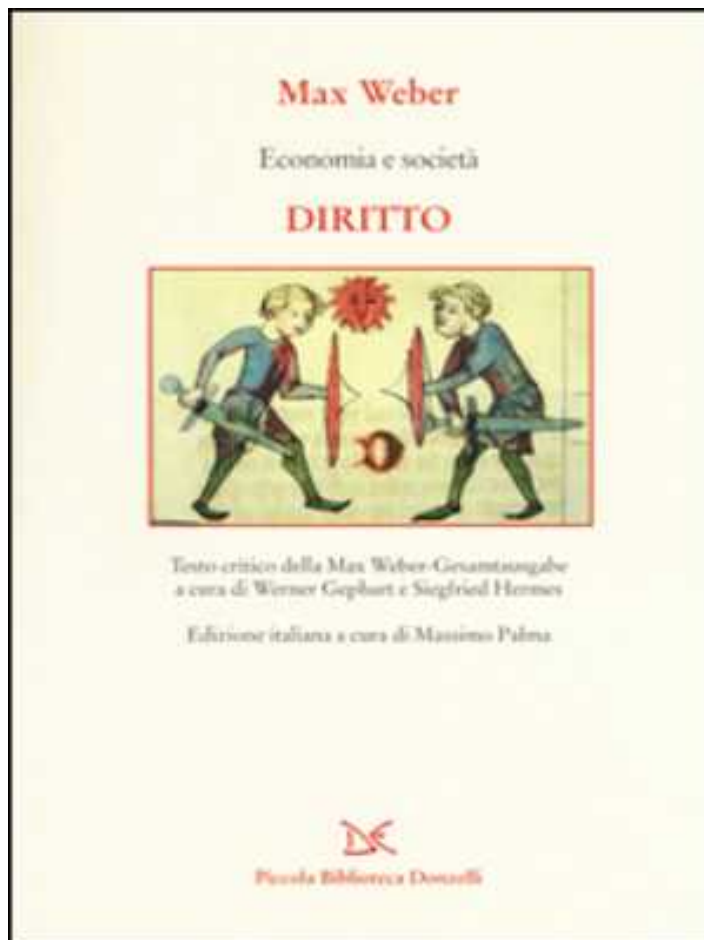 Max Weber
Economia e società
DIRITTO
Testo critico della Max Weber-Gesamtausgabe
a cura di Werner Gephart e Siegfried Hermes
Edizione italiana a cura di Massimo Palma
Piccola Biblioteca Donzelli